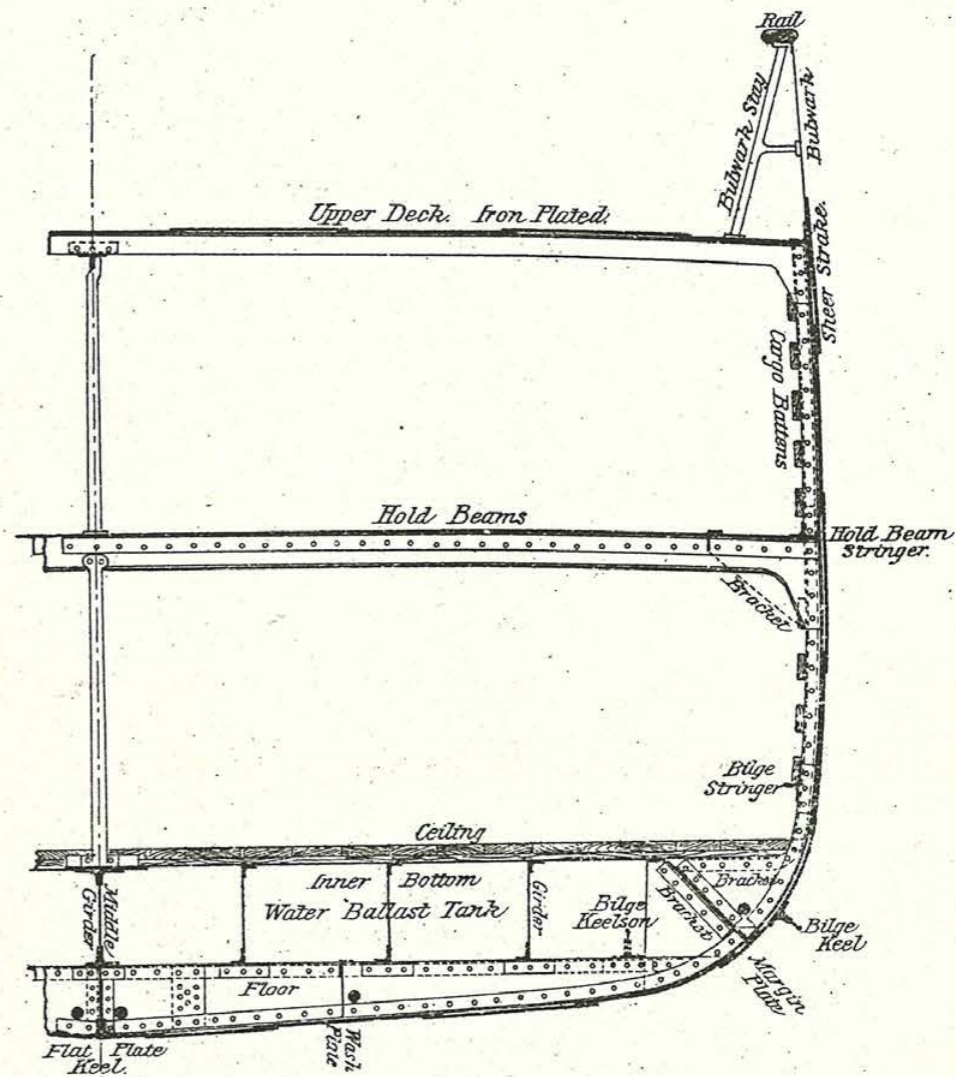 Rail
Bulwark Stay
Bulwark
Upper Deck. Iron Plated.
Sheer Strake.
Cargo Battens
Hold Beams
Hold Beam
Stringer.
Bracket
Bilge
Stringer
Ceiling
Middle
Girder
Inner Bottom
Water Ballast Tank
Girder
Bilge
Keelson
Bracket
Bracket
Bilge
Keel
Margin
Plate
Floor
Wash
Plate
Flat Plate
Keel.